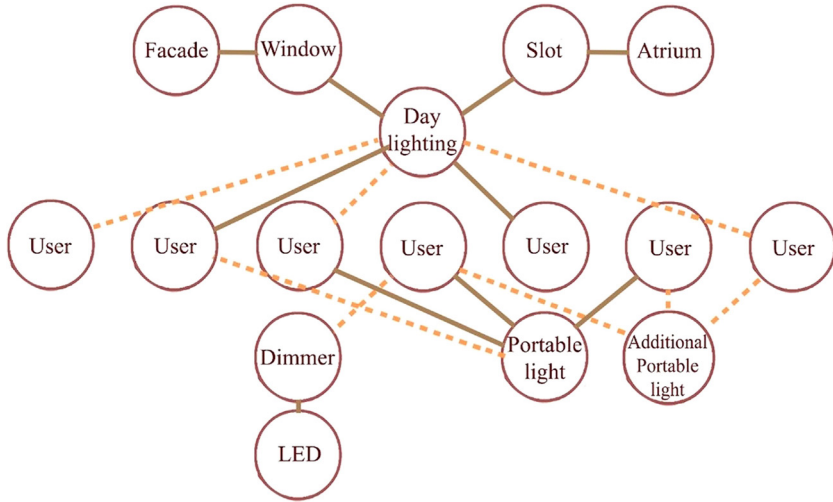 Facade
Window
Slot
Atrium
Day
lighting
User
User
User
User
User
User
User
Dimmer
Portable
light
Additional
Portable
light
LED